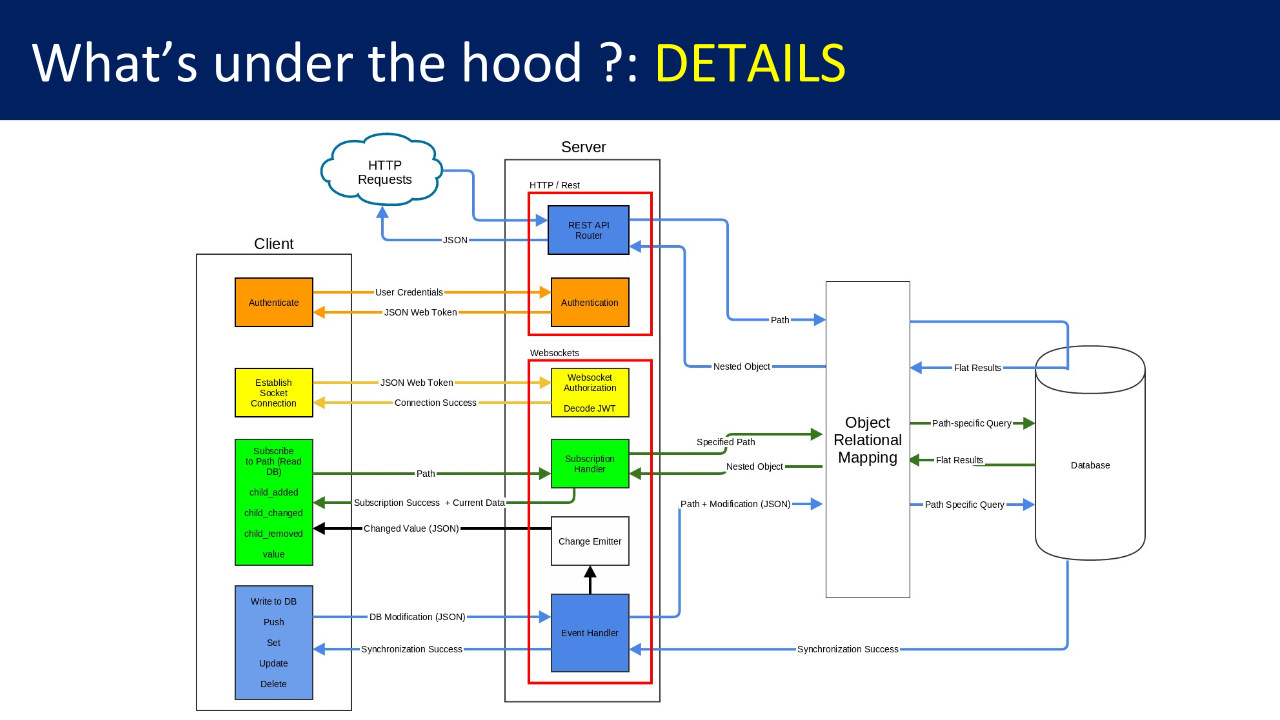 What's under the hood ?: DETAILS
HTTP
Requests
Server
HTTP / Rest
REST API
Router
JSON
Client
Authenticate
User Credentials
JSON Web Token
Authentication
Path
Nested Object
Flat Results
Websockets
Establish
Socket
Connection
JSON Web Token
Connection Success
Websocket
Authorization
Decode JWT
Object
Relational
Mapping
Database
Path-specific Query
Flat Results
Path Specific Query
Subscribe
to Path (Read
DB)
child_added
child_changed
child_removed
value
Path
Subscription Success + Current Data
Changed Value (JSON)
Subscription
Handler
Specified Path
Nested Object
Path + Modification (JSON)
Change Emitter
Write to DB
Push
Set
Update
Delete
DB Modification (JSON)
Synchronization Success
Event Handler
Synchronization Success